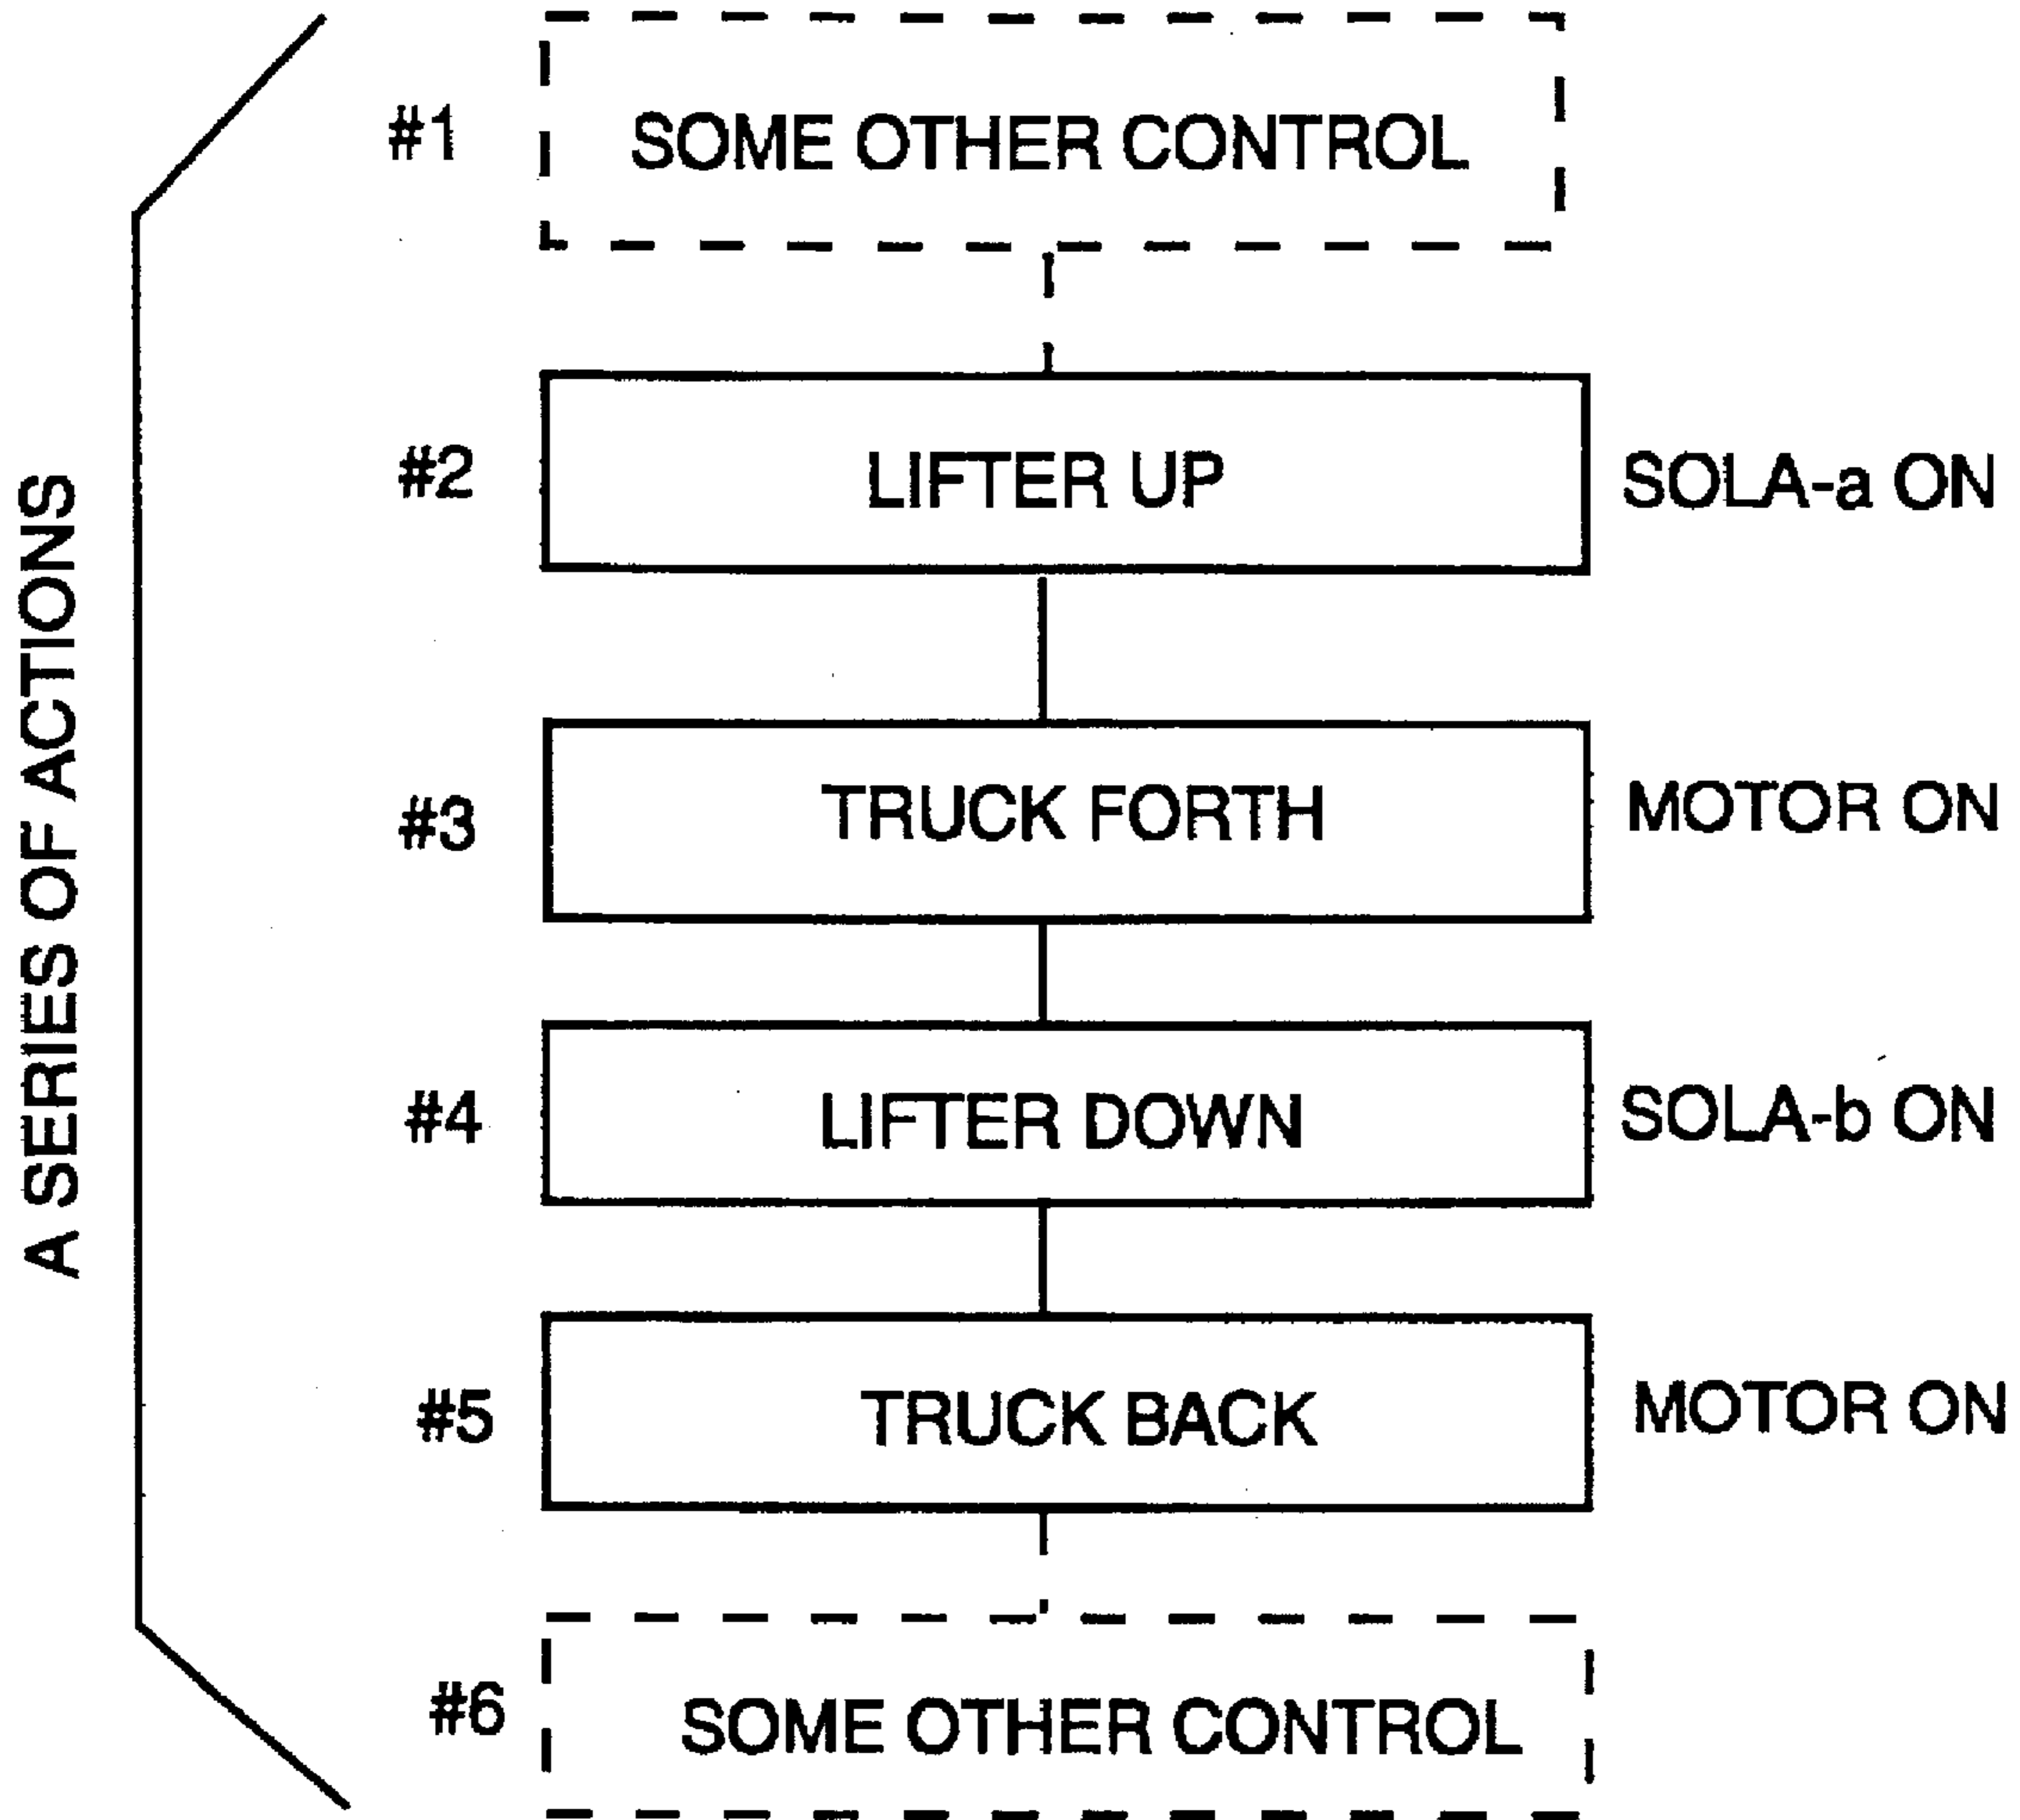 A SERIES OF ACTIONS
#1 SOME OTHER CONTROL
#2 LIFTER UP SOLA-a ON
#3 TRUCK FORTH MOTOR ON
#4 LIFTER DOWN SOLA-b ON
#5 TRUCK BACK MOTOR ON
#6 SOME OTHER CONTROL